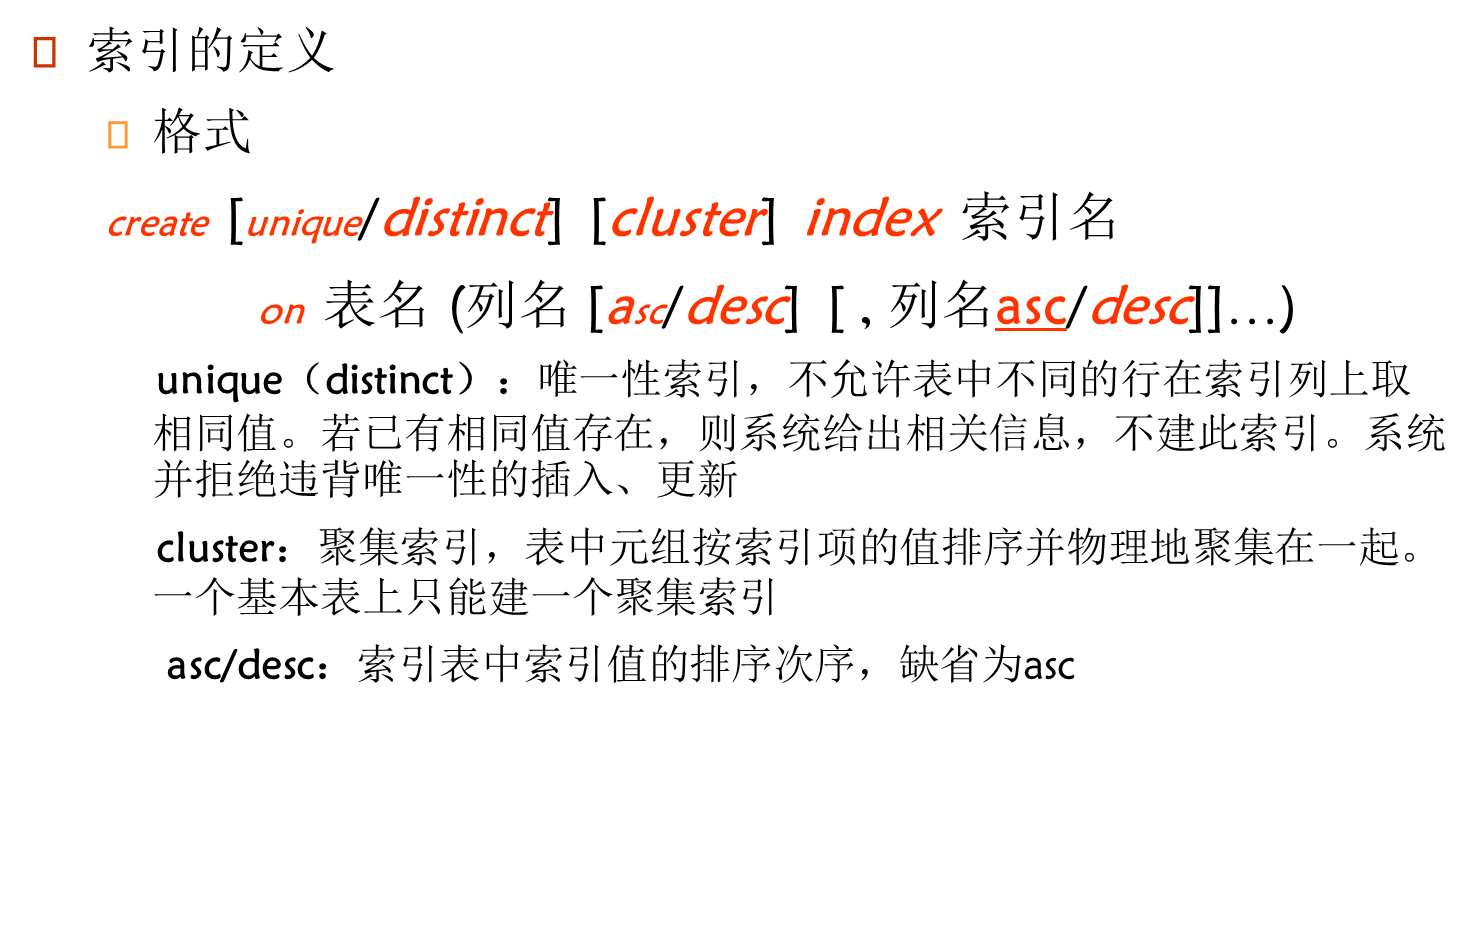 索引的定义
格式
create [unique/distinct] [cluster] index 索引名
on 表名 (列名 [asc/desc] [ , 列名asc/desc]]…)
unique（distinct）：唯一性索引，不允许表中不同的行在索引列上取
相同值。若已有相同值存在，则系统给出相关信息，不建此索引。系统
并拒绝违背唯一性的插入、更新
cluster：聚集索引，表中元组按索引项的值排序并物理地聚集在一起。
一个基本表上只能建一个聚集索引
asc/desc：索引表中索引值的排序次序，缺省为asc